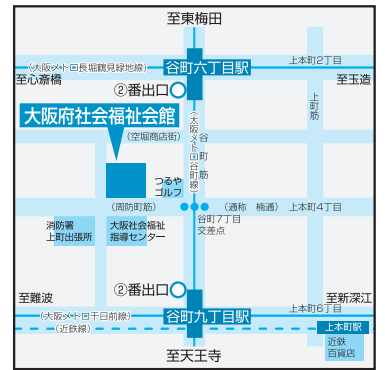 至東梅田
(大阪メトロ長堀鶴見緑地線)
谷町六丁目駅
上本町2丁目
至心斎橋
至玉造
②番出口
上町筋
大阪府社会福祉会館
(空堀商店街)
(大阪メトロ谷町線)
谷町筋
つるや
ゴルフ
(周防町筋)
(通称 楠通)
上本町4丁目
谷町7丁目
交差点
消防署
上町出張所
大阪社会福祉
指導センター
②番出口
至難波
至新深江
(大阪メトロ千日前線)
谷町九丁目駅
上本町6丁目
(近鉄線)
上本町駅
近鉄
百貨店
至天王寺